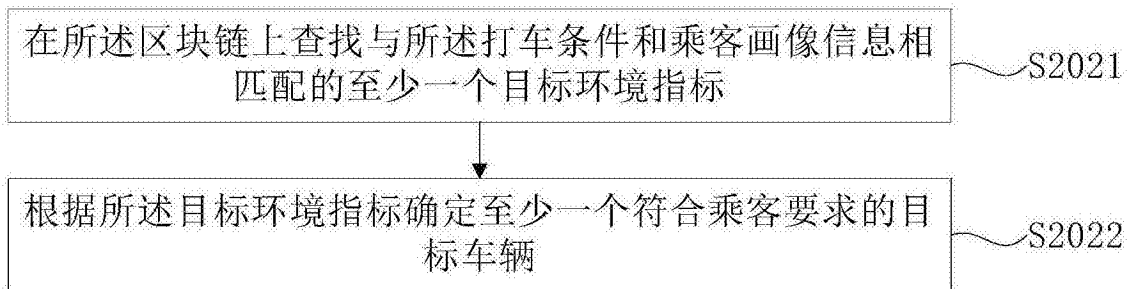 在所述区块链上查找与所述打车条件和乘客画像信息相
匹配的至少一个目标环境指标
S2021
根据所述目标环境指标确定至少一个符合乘客要求的目
标车辆
S2022